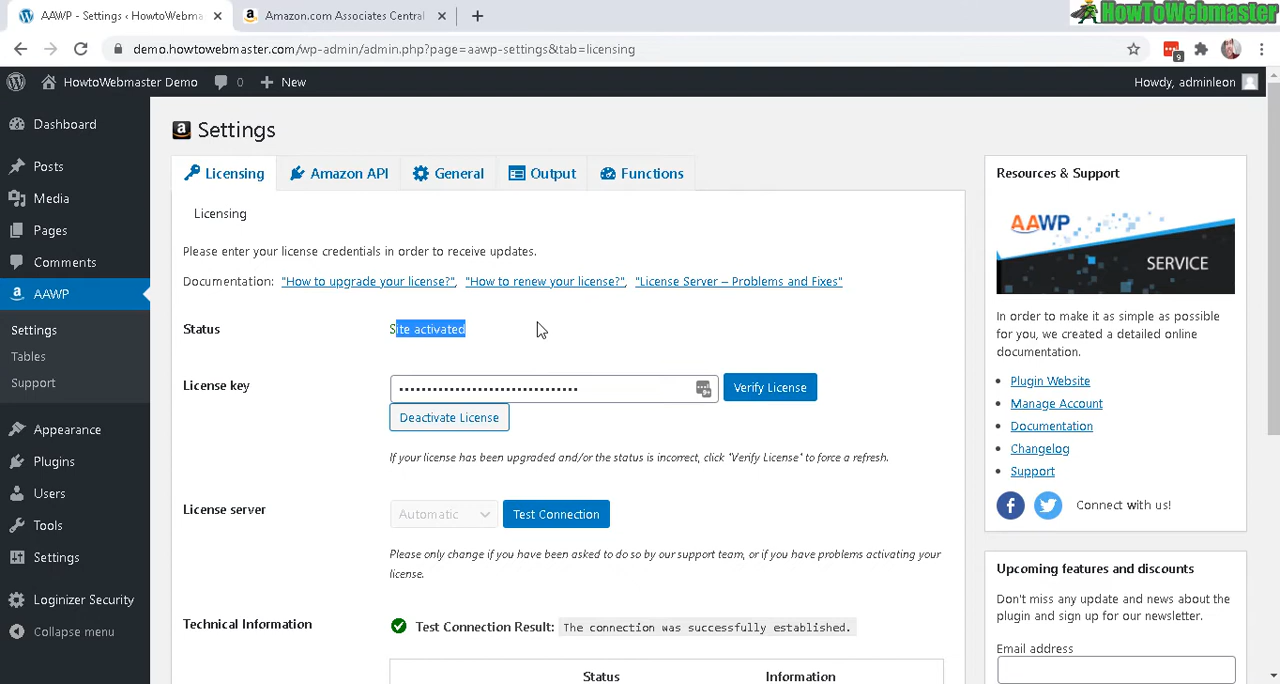 AAWP - Settings ‹ HowtoWebma
Amazon.com Associates Central
HowToWebmaster
demo.howtowebmaster.com/wp-admin/admin.php?page=aawp-settings&tab=licensing
9
HowtoWebmaster Demo
0
New
Howdy, adminleon
Dashboard
Posts
Media
Pages
Comments
AAWP
Settings
Tables
Support
Appearance
Plugins
Users
Tools
Settings
Loginizer Security
Collapse menu
Settings
Licensing
Amazon API
General
Output
Functions
Licensing
Please enter your license credentials in order to receive updates.
Documentation: "How to upgrade your license?", "How to renew your license?", "License Server – Problems and Fixes"
Status
Site activated
License key
Verify License
Deactivate License
If your license has been upgraded and/or the status is incorrect, click "Verify License" to force a refresh.
License server
Automatic
Test Connection
Please only change if you have been asked to do so by our support team, or if you have problems activating your
license.
Technical Information
Test Connection Result: The connection was successfully established.
Status
Information
Resources & Support
AAWP
SERVICE
In order to make it as simple as possible
for you, we created a detailed online
documentation.
Plugin Website
Manage Account
Documentation
Changelog
Support
Connect with us!
Upcoming features and discounts
Don't miss any update and news about the
plugin and sign up for our newsletter.
Email address